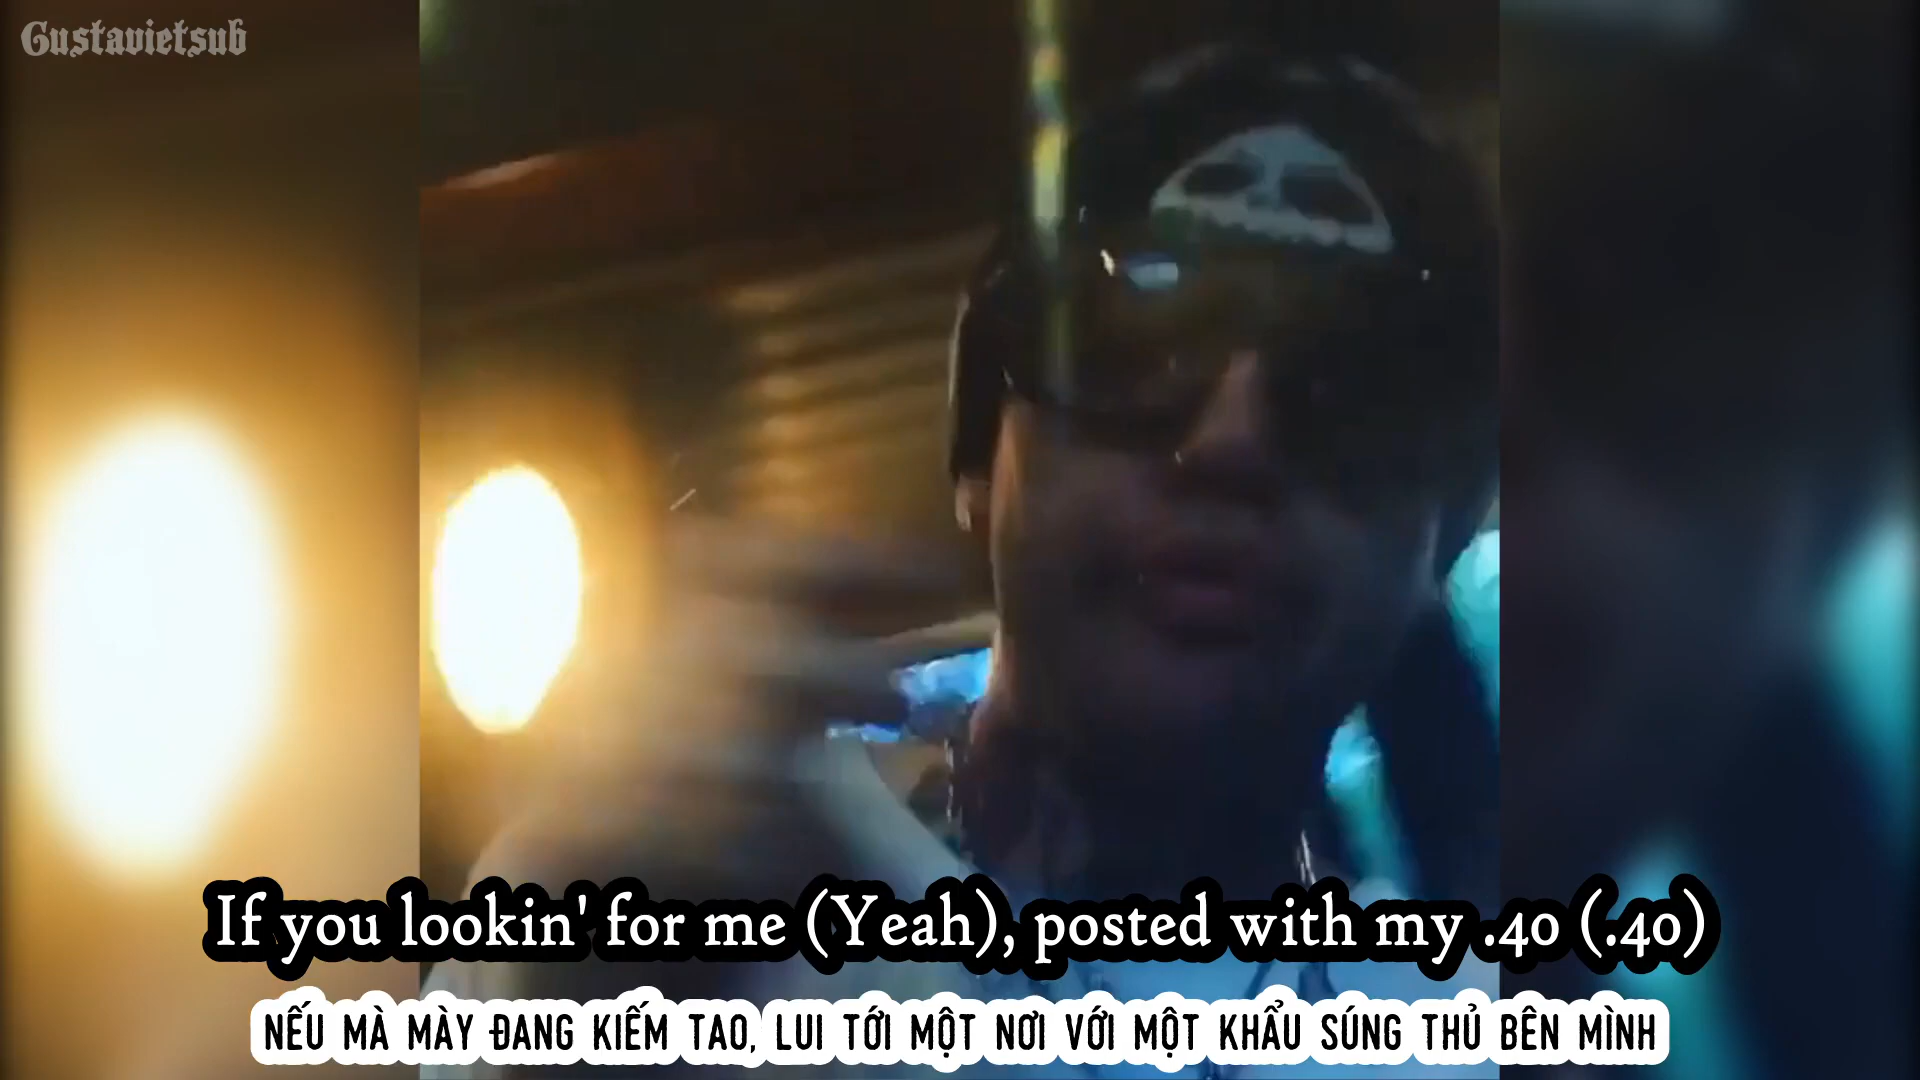 Gustavietsub
If you lookin' for me (Yeah), posted with my .40 (.40)
NẾU MÀ MÀY ĐANG KIẾM TAO, LUI TỚI MỘT NƠI VỚI MỘT KHẨU SÚNG THỦ BÊN MÌNH